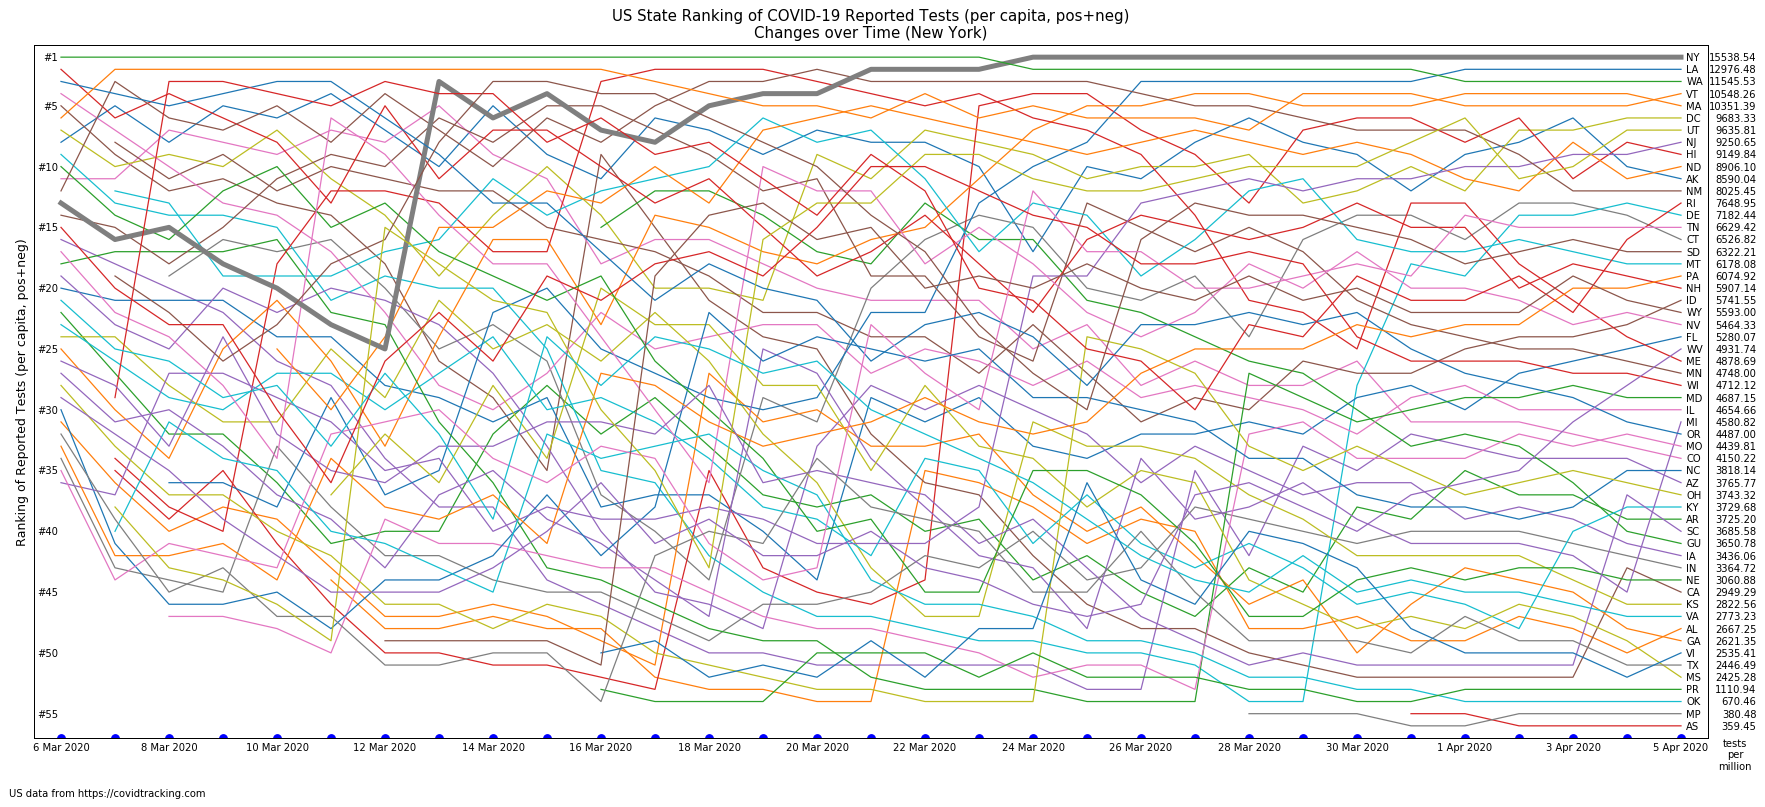 US State Ranking of COVID-19 Reported Tests (per capita, pos+neg)
Changes over Time (New York)
Ranking of Reported Tests (per capita, pos+neg)
#1
#5
#10
#15
#20
#25
#30
#35
#40
#45
#50
#55
NY 15538.54
LA 12976.48
WA 11545.53
VT 10548.26
MA 10351.39
DC 9683.33
UT 9635.81
NJ 9250.65
HI 9149.84
ND 8906.10
AK 8590.04
NM 8025.45
RI 7648.95
DE 7182.44
TN 6629.42
CT 6526.82
SD 6322.21
MT 6178.08
PA 6074.92
NH 5907.14
ID 5741.55
WY 5593.00
NV 5464.33
FL 5280.07
WV 4931.74
ME 4878.69
MN 4748.00
WI 4712.12
MD 4687.15
IL 4654.66
MI 4580.82
OR 4487.00
MO 4439.81
CO 4150.22
NC 3818.14
AZ 3765.77
OH 3743.32
KY 3729.68
AR 3725.20
SC 3685.58
GU 3650.78
IA 3436.06
IN 3364.72
NE 3060.88
CA 2949.29
KS 2822.56
VA 2773.23
AL 2667.25
GA 2621.35
VI 2535.41
TX 2446.49
MS 2425.28
PR 1110.94
OK 670.46
MP 380.48
AS 359.45
6 Mar 2020 8 Mar 2020 10 Mar 2020 12 Mar 2020 14 Mar 2020 16 Mar 2020 18 Mar 2020 20 Mar 2020 22 Mar 2020 24 Mar 2020 26 Mar 2020 28 Mar 2020 30 Mar 2020 1 Apr 2020 3 Apr 2020 5 Apr 2020
tests
per
million
US data from https://covidtracking.com